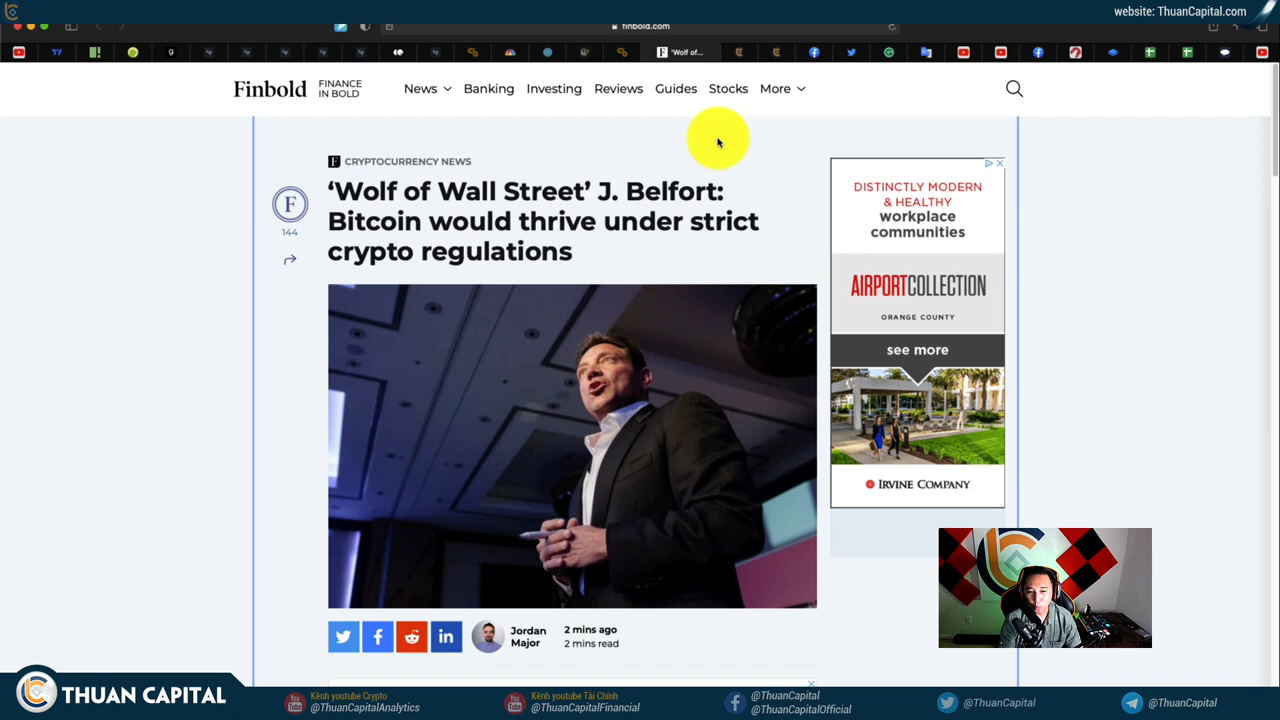 website: ThuanCapital.com
finbold.com
'Wolf of...
Finbold
FINANCE
IN BOLD
News
Banking
Investing
Reviews
Guides
Stocks
More
CRYPTOCURRENCY NEWS
'Wolf of Wall Street' J. Belfort:
Bitcoin would thrive under strict
crypto regulations
F
144
DISTINCTLY MODERN
& HEALTHY
workplace
communities
AIRPORTCOLLECTION
ORANGE COUNTY
see more
IRVINE COMPANY
Jordan
Major
2 mins ago
2 mins read
THUAN CAPITAL
Kênh youtube Crypto
@ThuanCapitalAnalytics
Kênh youtube Tài Chính
@ThuanCapitalFinancial
@ThuanCapital
@ThuanCapitalOfficial
@ThuanCapital
@ThuanCapital